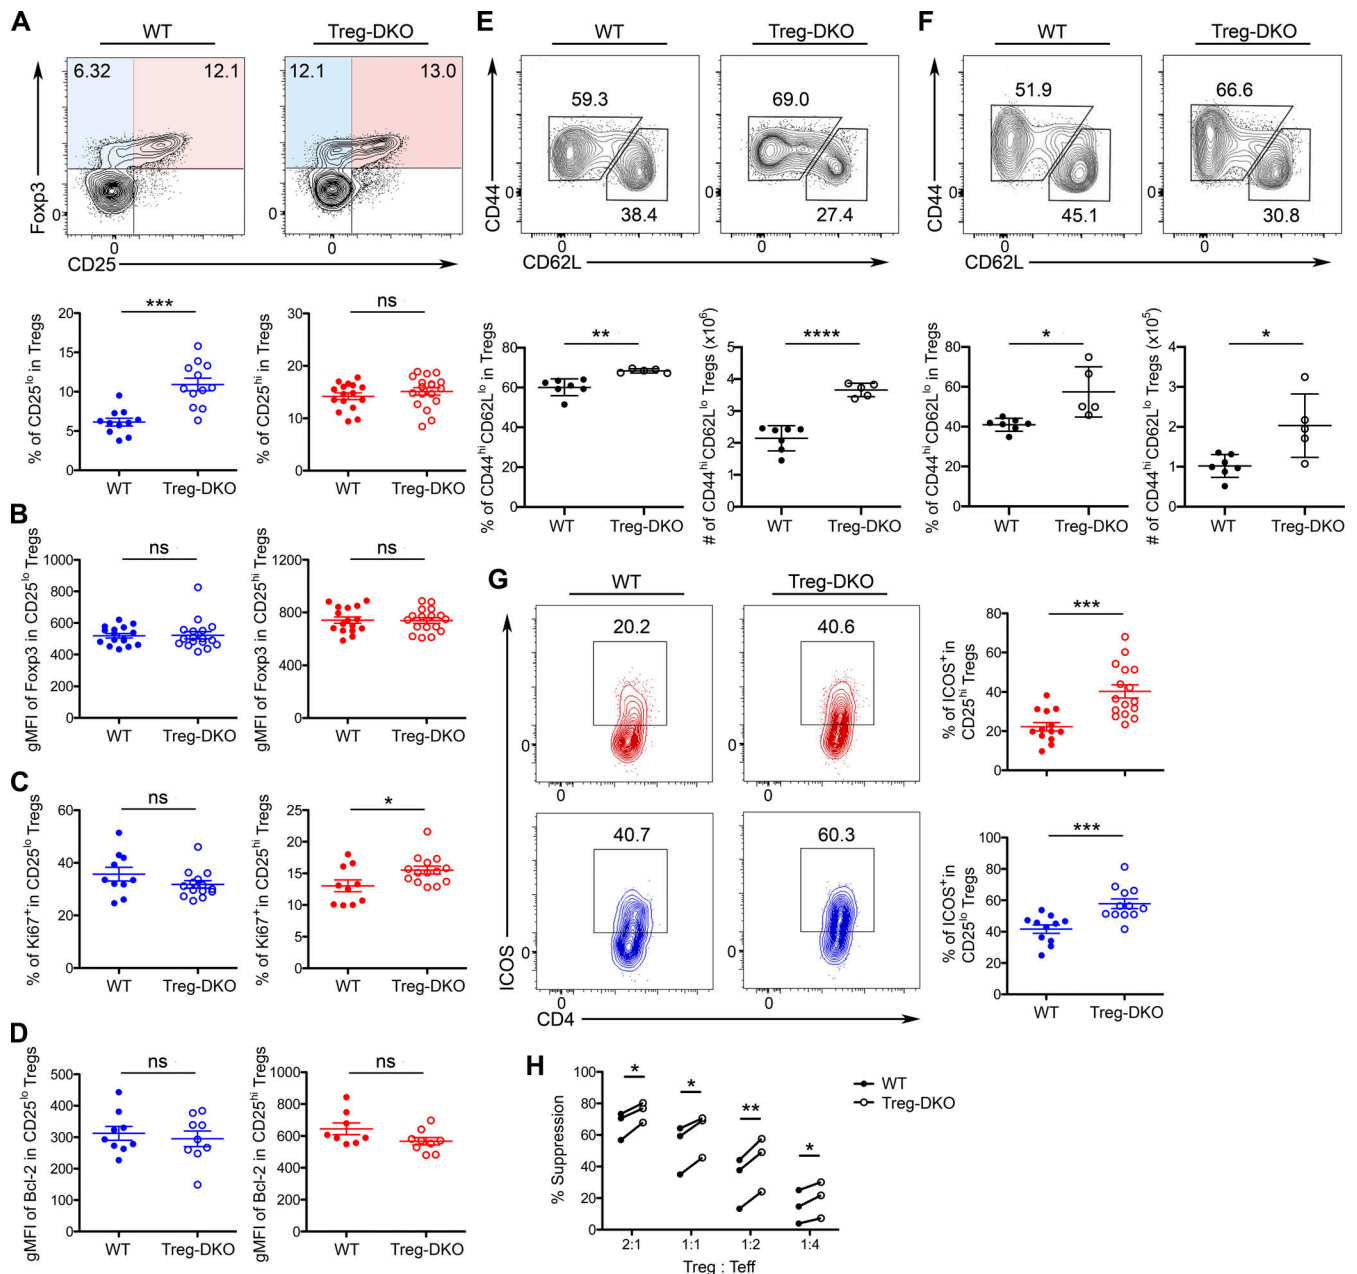 A
WT
Treg-DKO
6.32
12.1
12.1
13.0
Foxp3
0
0
0
0
CD25
20
15
10
5
0
% of CD25lo in Tregs
***
WT
Treg-DKO
30
20
10
0
% of CD25hi in Tregs
ns
WT
Treg-DKO
B
1000
800
600
400
200
0
gMFI of Foxp3 in CD25lo Tregs
ns
WT
Treg-DKO
1200
800
400
0
gMFI of Foxp3 in CD25hi Tregs
ns
WT
Treg-DKO
C
60
40
20
0
% of Ki67+ in CD25lo Tregs
ns
WT
Treg-DKO
25
20
15
10
5
0
% of Ki67+ in CD25hi Tregs
*
WT
Treg-DKO
D
500
400
300
200
100
0
gMFI of Bcl-2 in CD25lo Tregs
ns
WT
Treg-DKO
1000
800
600
400
200
0
gMFI of Bcl-2 in CD25hi Tregs
ns
WT
Treg-DKO
E
WT
Treg-DKO
59.3
38.4
69.0
27.4
CD44
0
0
0
0
CD62L
80
60
40
20
0
% of CD44hiCD62Llo in Tregs
**
WT
Treg-DKO
5
4
3
2
1
0
# of CD44hiCD62Llo Tregs (x10^6)
****
WT
Treg-DKO
F
WT
Treg-DKO
51.9
45.1
66.6
30.8
CD44
0
0
0
0
CD62L
80
60
40
20
0
% of CD44hiCD62Llo in Tregs
*
WT
Treg-DKO
4
3
2
1
0
# of CD44hiCD62Llo Tregs (x10^5)
*
WT
Treg-DKO
G
WT
Treg-DKO
20.2
40.6
0
0
0
0
40.7
60.3
0
0
0
0
ICOS
CD4
80
60
40
20
0
% of ICOS+ in
CD25hi Tregs
***
WT
Treg-DKO
100
80
60
40
20
0
% of ICOS+ in
CD25lo Tregs
***
WT
Treg-DKO
H
100
80
60
40
20
0
% Suppression
*
*
**
*
2:1
1:1
1:2
1:4
Treg : Teff
WT
Treg-DKO